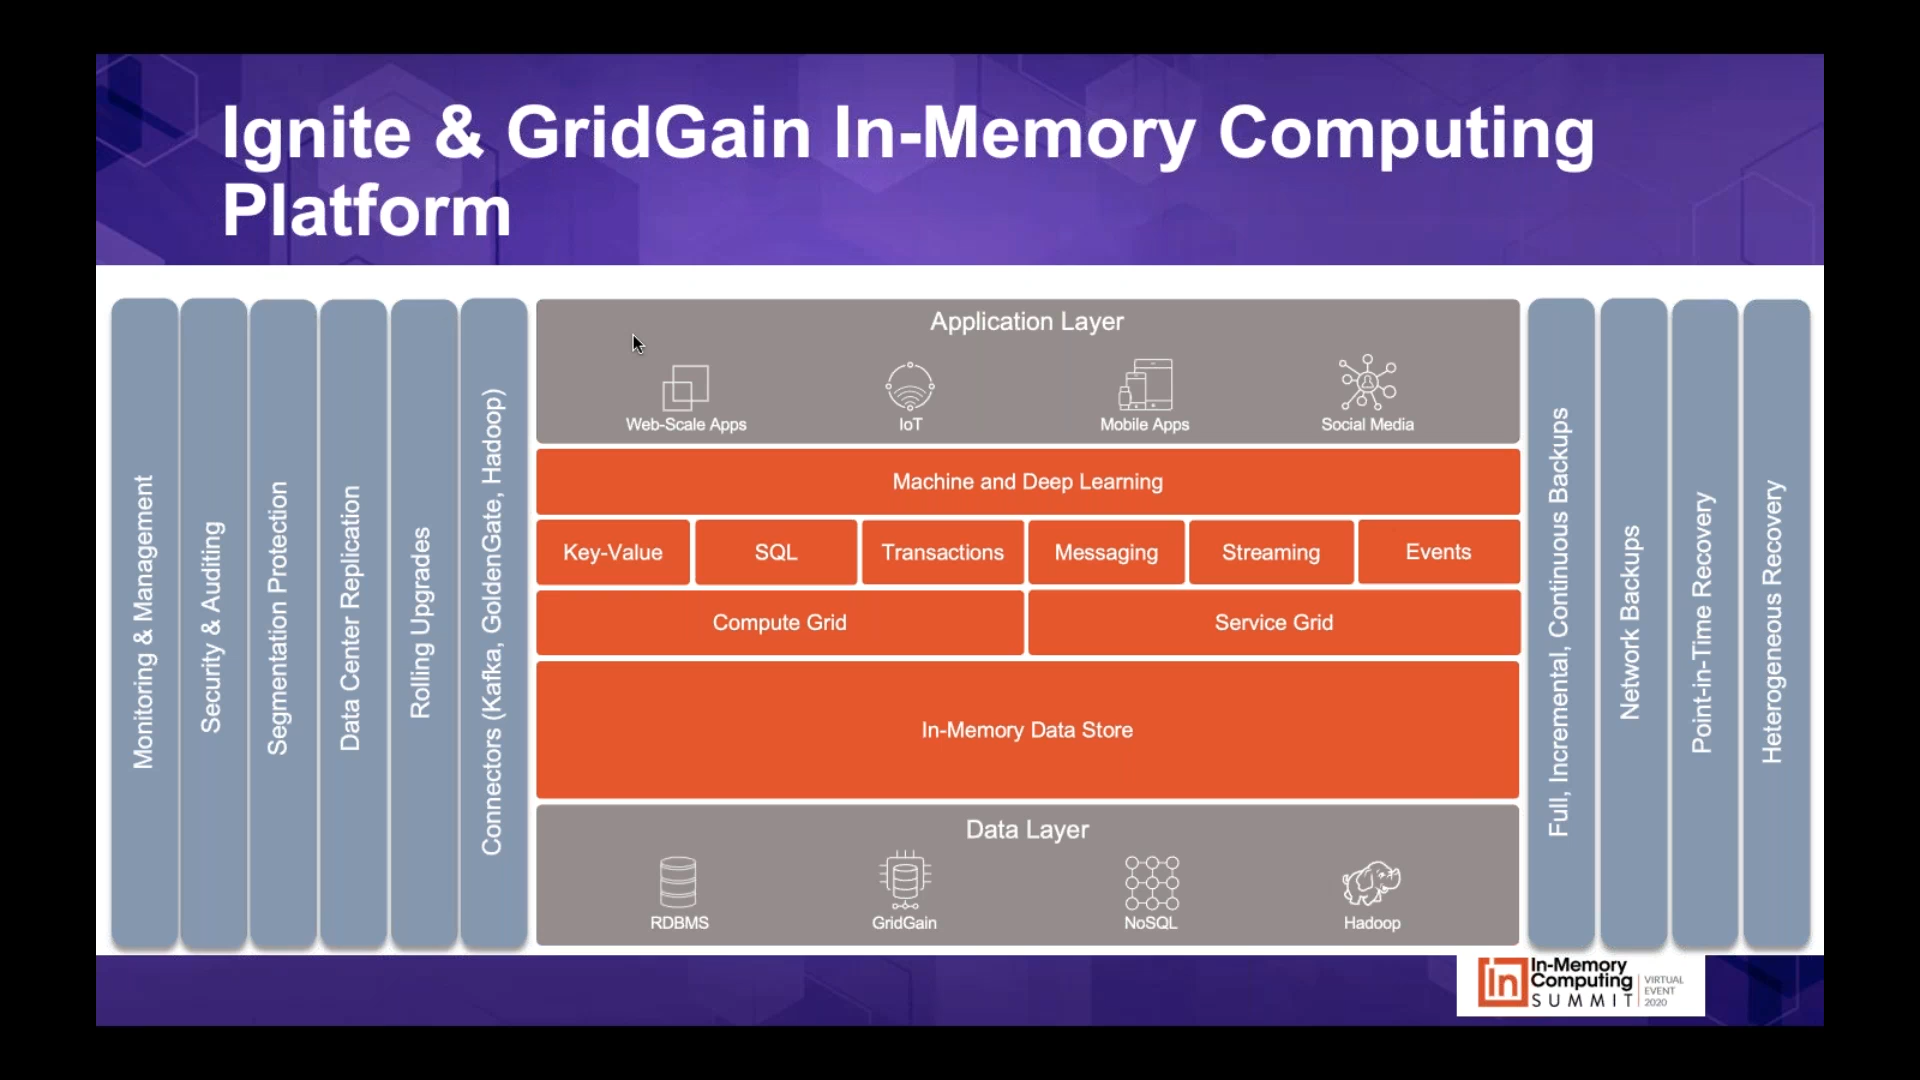 Ignite & GridGain In-Memory Computing
Platform
Monitoring & Management
Security & Auditing
Segmentation Protection
Data Center Replication
Rolling Upgrades
Connectors (Kafka, GoldenGate, Hadoop)
Application Layer
Web-Scale Apps
IoT
Mobile Apps
Social Media
Machine and Deep Learning
Key-Value
SQL
Transactions
Messaging
Streaming
Events
Compute Grid
Service Grid
In-Memory Data Store
Data Layer
RDBMS
GridGain
NoSQL
Hadoop
Full, Incremental, Continuous Backups
Network Backups
Point-in-Time Recovery
Heterogeneous Recovery
In
In-Memory
Computing
SUMMIT
VIRTUAL
EVENT
2020